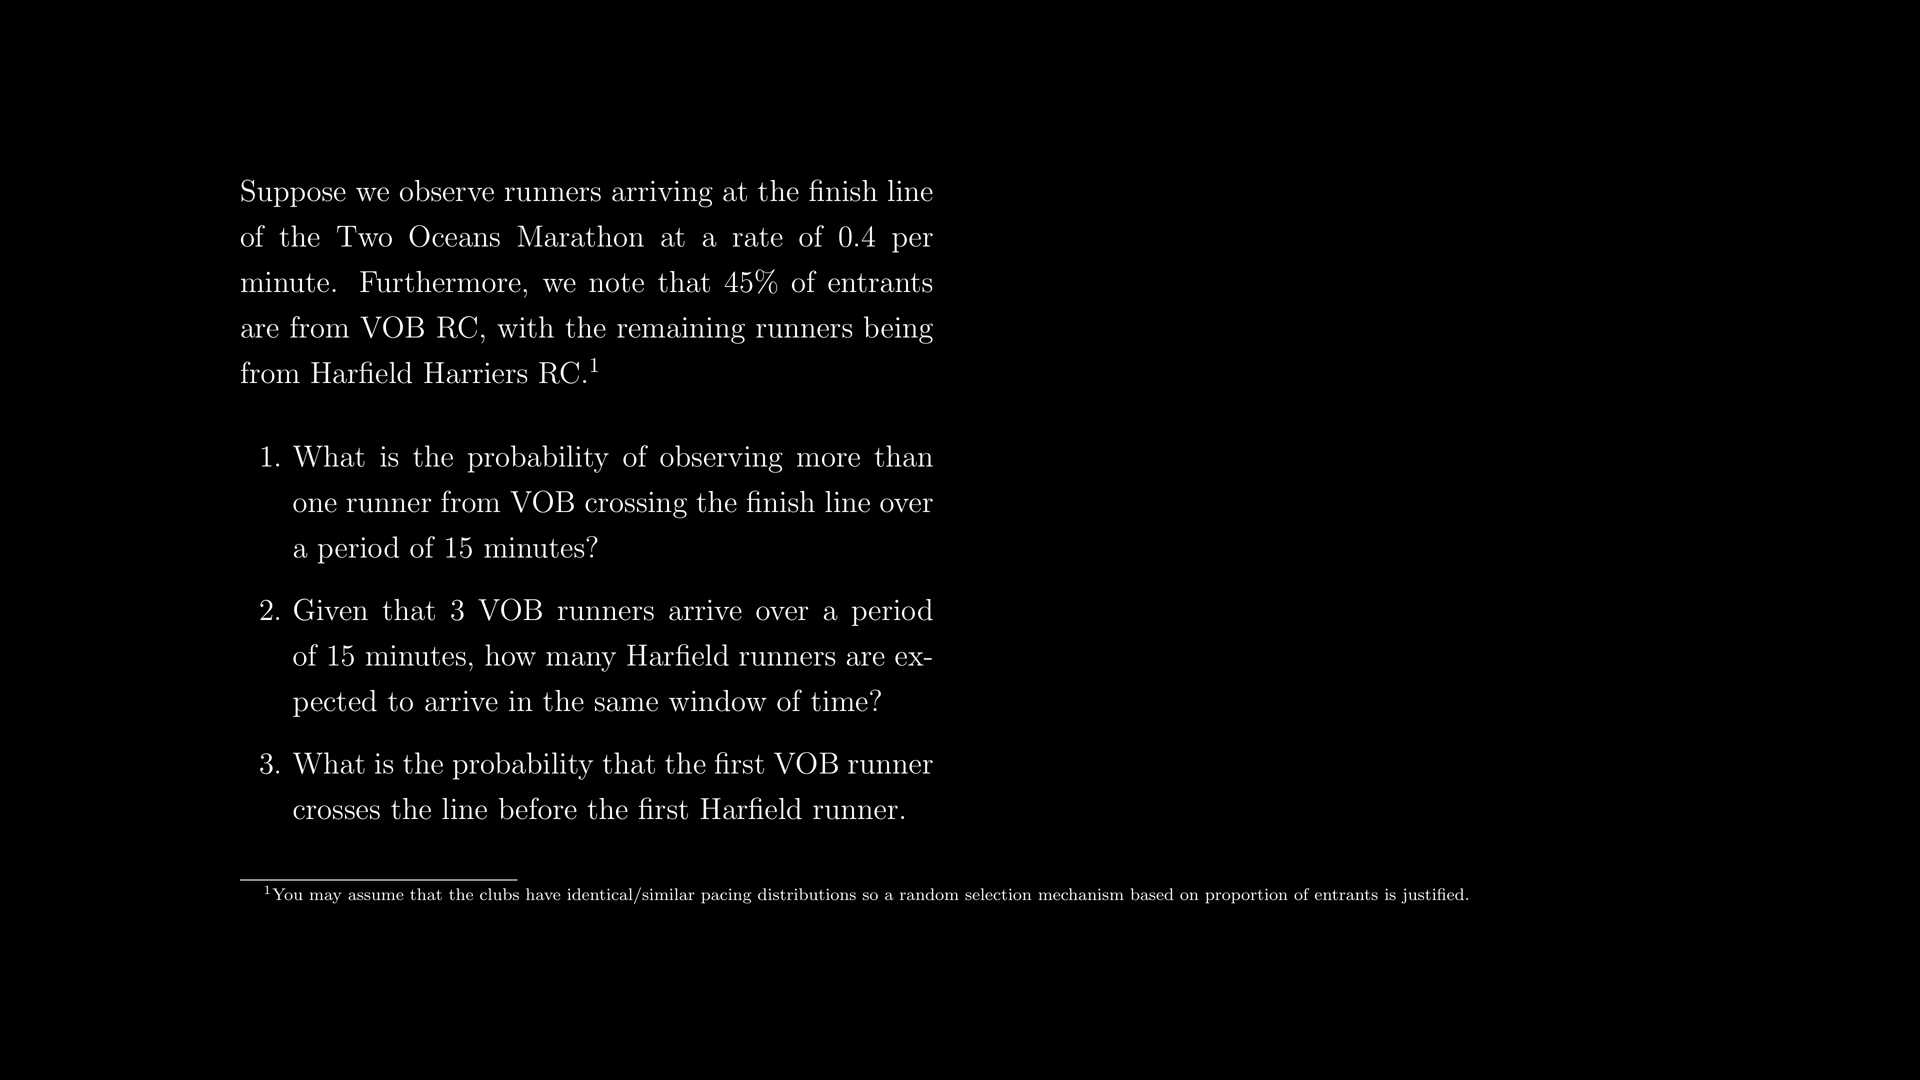 Suppose we observe runners arriving at the finish line
of the Two Oceans Marathon at a rate of 0.4 per
minute. Furthermore, we note that 45% of entrants
are from VOB RC, with the remaining runners being
from Harfield Harriers RC.¹
1. What is the probability of observing more than
one runner from VOB crossing the finish line over
a period of 15 minutes?
2. Given that 3 VOB runners arrive over a period
of 15 minutes, how many Harfield runners are ex-
pected to arrive in the same window of time?
3. What is the probability that the first VOB runner
crosses the line before the first Harfield runner.
¹You may assume that the clubs have identical/similar pacing distributions so a random selection mechanism based on proportion of entrants is justified.